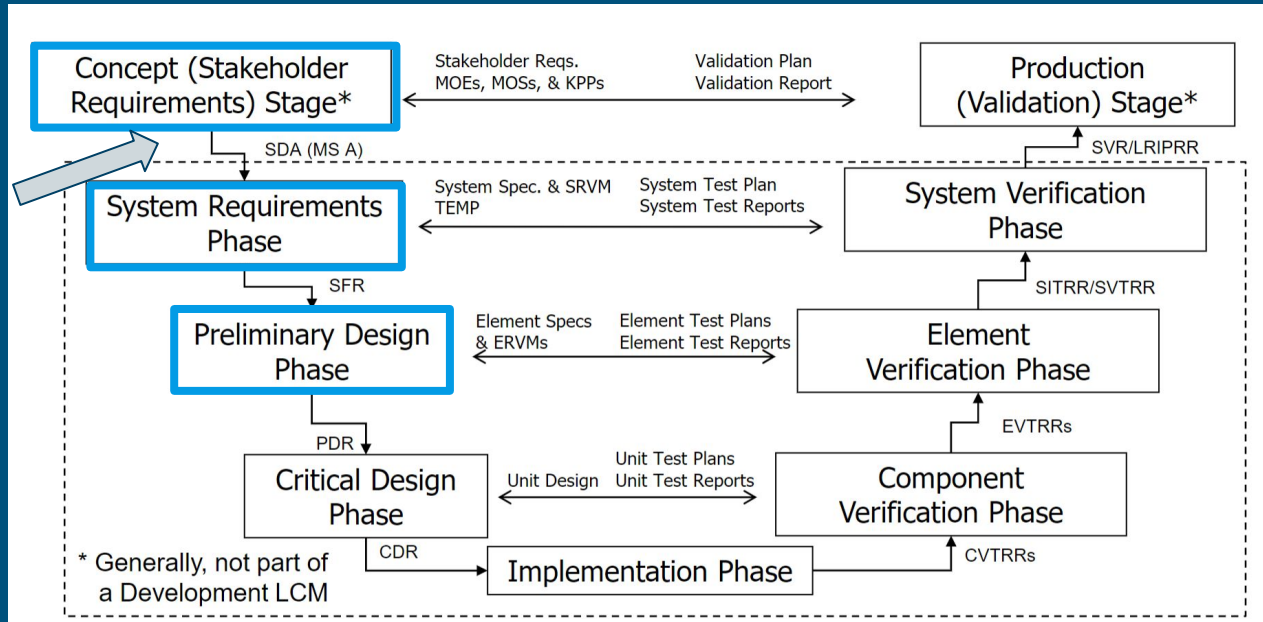 Concept (Stakeholder
Requirements) Stage*
Stakeholder Reqs.
MOEs, MOSs, & KPPs
Validation Plan
Validation Report
Production
(Validation) Stage*
SDA (MS A)
SVR/LRIPRR
System Requirements
Phase
System Spec. & SRVM
TEMP
System Test Plan
System Test Reports
System Verification
Phase
SFR
SITRR/SVTRR
Preliminary Design
Phase
Element Specs
& ERVMs
Element Test Plans
Element Test Reports
Element
Verification Phase
PDR
EVTRRs
Critical Design
Phase
Unit Design
Unit Test Plans
Unit Test Reports
Component
Verification Phase
CDR
CVTRRs
Implementation Phase
* Generally, not part of
a Development LCM